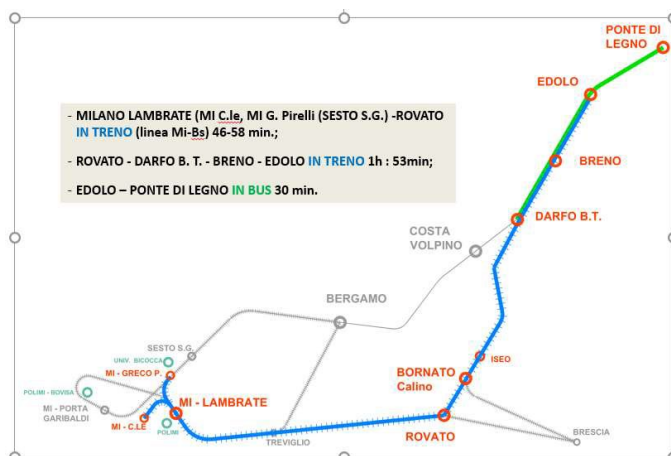 PONTE DI
LEGNO
EDOLO
- MILANO LAMBRATE (MI C.le, MI G. Pirelli (SESTO S.G.) -ROVATO
IN TRENO (linea Mi-Bs) 46-58 min.;
- ROVATO - DARFO B. T. - BRENO - EDOLO IN TRENO 1h : 53min;
- EDOLO – PONTE DI LEGNO IN BUS 30 min.
BRENO
DARFO B.T.
COSTA
VOLPINO
BERGAMO
SESTO S.G.
UNIV. BICOCCA
ISEO
MI - GRECO P.
BORNATO
Calino
POLIMI - BOVISA
MI - LAMBRATE
MI - PORTA
GARIBALDI
MI - C.LE
POLIMI
ROVATO
TREVIGLIO
BRESCIA